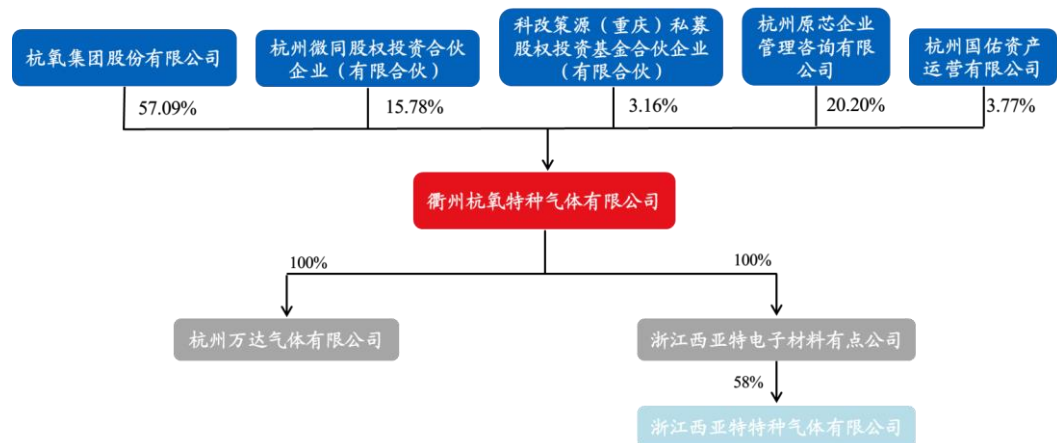 杭氧集团股份有限公司
杭州徽同股权投资合伙
企业（有限合伙）
科改策源（重庆）私募
股权投资基金合伙企业
（有限合伙）
杭州原芯企业
管理咨询有限
公司
杭州国佑资产
运营有限公司
57.09%
15.78%
3.16%
20.20%
3.77%
衢州杭氧特种气体有限公司
100%
100%
杭州万达气体有限公司
浙江西亚特电子材料有点公司
58%
浙江西亚特特种气体有限公司